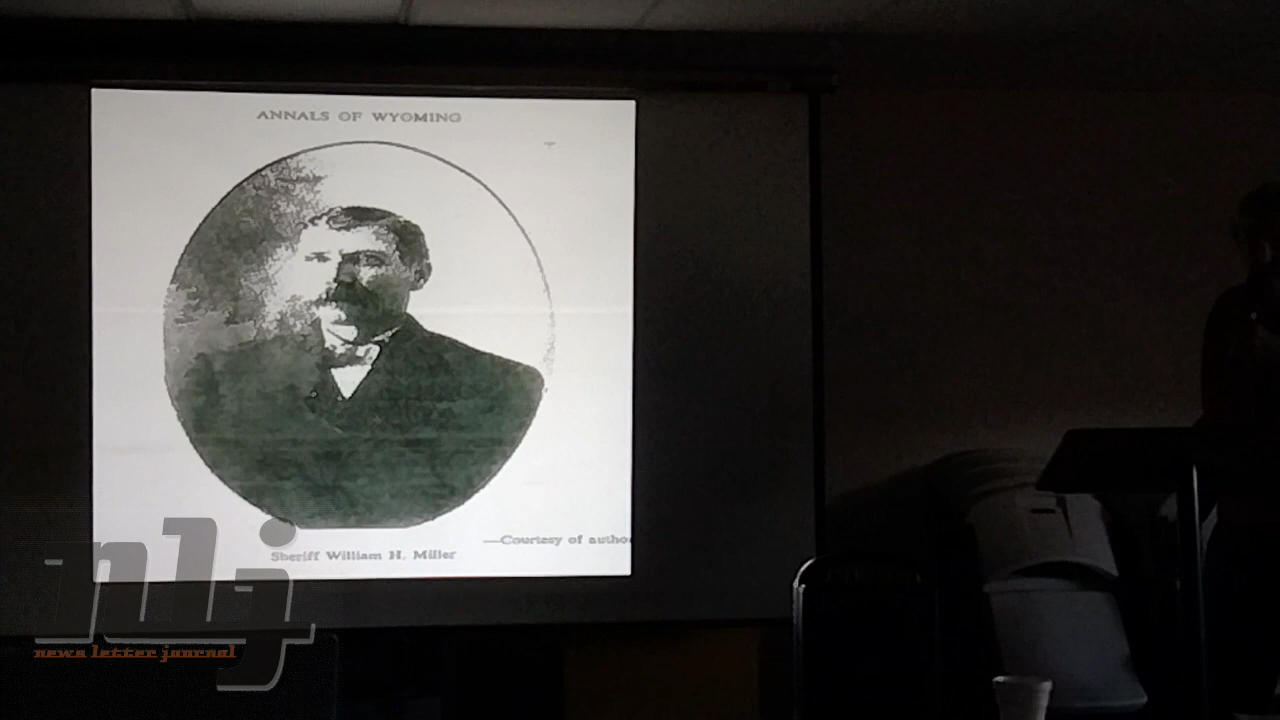 ANNALS OF WYOMING
—Courtesy of autho
Sheriff William H. Miller
nlj
news letter journal